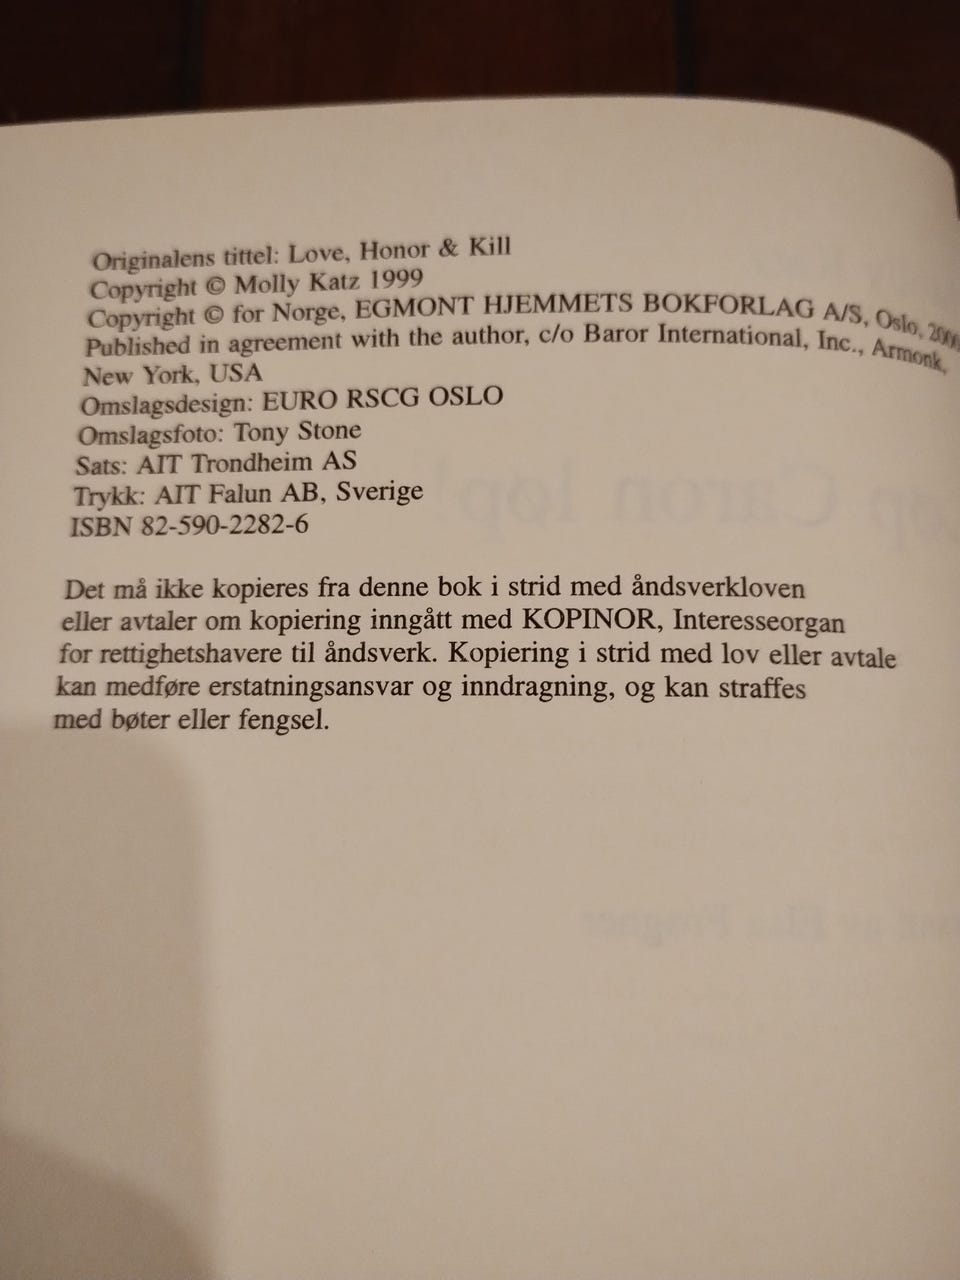 Originalens tittel: Love, Honor & Kill
Copyright © Molly Katz 1999
Copyright © for Norge, EGMONT HJEMMETS BOKFORLAG A/S, Oslo, 2000
Published in agreement with the author, c/o Baror International, Inc., Armonk,
New York, USA
Omslagsdesign: EURO RSCG OSLO
Omslagsfoto: Tony Stone
Sats: AIT Trondheim AS
Trykk: AIT Falun AB, Sverige
ISBN 82-590-2282-6
Det må ikke kopieres fra denne bok i strid med åndsverkloven
eller avtaler om kopiering inngått med KOPINOR, Interesseorgan
for rettighetshavere til åndsverk. Kopiering i strid med lov eller avtale
kan medføre erstatningsansvar og inndragning, og kan straffes
med bøter eller fengsel.